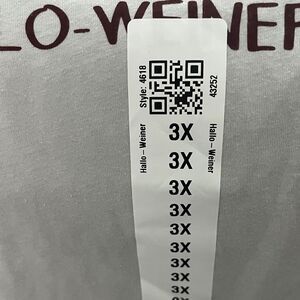 LO-WEINER
Style: 4618
43252
Hallo-Weiner
Hallo-Weiner
3X
3X
3X
3X
3X
3X
3X
3X
3X
3X